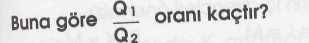 Buna göre Q1/Q2 oranı kaçtır?